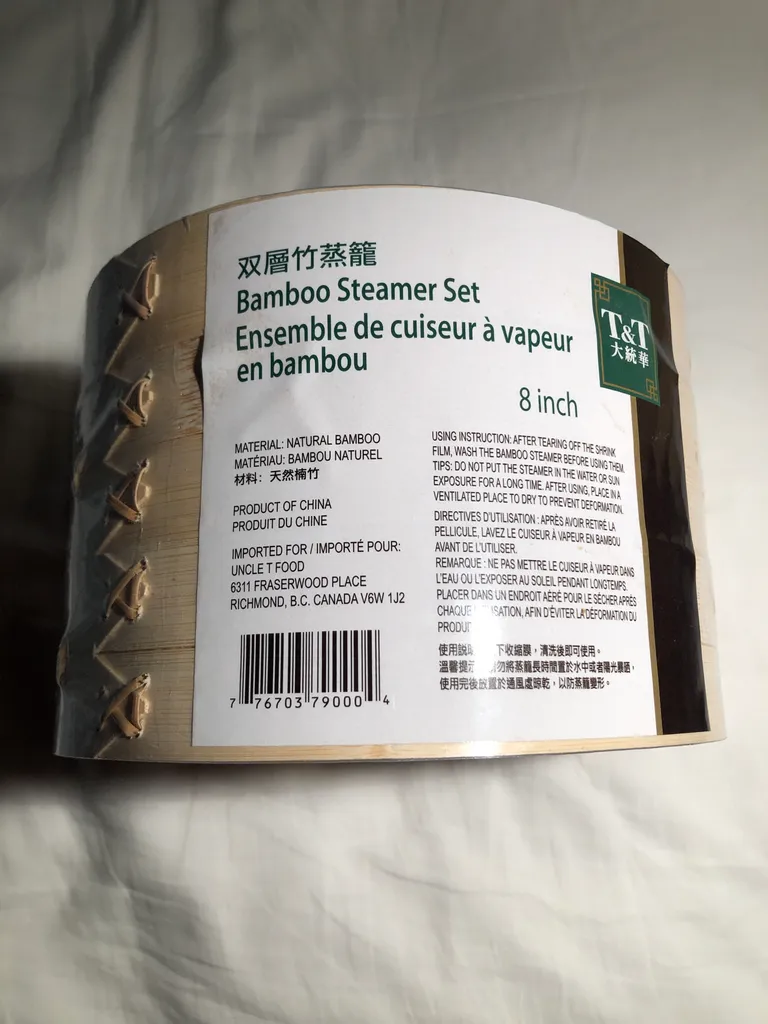 双層竹蒸籠
Bamboo Steamer Set
Ensemble de cuiseur à vapeur
en bambou
8 inch
T&T
大統華
MATERIAL: NATURAL BAMBOO
MATÉRIAU: BAMBOU NATUREL
材料: 天然楠竹
PRODUCT OF CHINA
PRODUIT DU CHINE
IMPORTED FOR / IMPORTÉ POUR:
UNCLE T FOOD
6311 FRASERWOOD PLACE
RICHMOND, B.C. CANADA V6W 1J2
7 76703 79000 4
USING INSTRUCTION: AFTER TEARING OFF THE SHRINK
FILM, WASH THE BAMBOO STEAMER BEFORE USING THEM.
TIPS: DO NOT PUT THE STEAMER IN THE WATER OR SUN
EXPOSURE FOR A LONG TIME. AFTER USING, PLACE IN A
VENTILATED PLACE TO DRY TO PREVENT DEFORMATION.
DIRECTIVES D'UTILISATION : APRÈS AVOIR RETIRÉ LA
PELLICULE, LAVEZ LE CUISEUR À VAPEUR EN BAMBOU
AVANT DE L'UTILISER.
REMARQUE : NE PAS METTRE LE CUISEUR À VAPEUR DANS
L'EAU OU L'EXPOSER AU SOLEIL PENDANT LONGTEMPS.
PLACER DANS UN ENDROIT AÉRÉ POUR LE SÉCHER APRÈS
CHAQUE ISATION, AFIN D'ÉVITER LA DÉFORMATION DU
PRODUIT
使用説 下收縮膜，清洗後即可使用。
溫馨提示 勿將蒸籠長時間置於水中或者陽光暴晒，
使用完後放置於通風處晾乾，以防蒸籠變形。